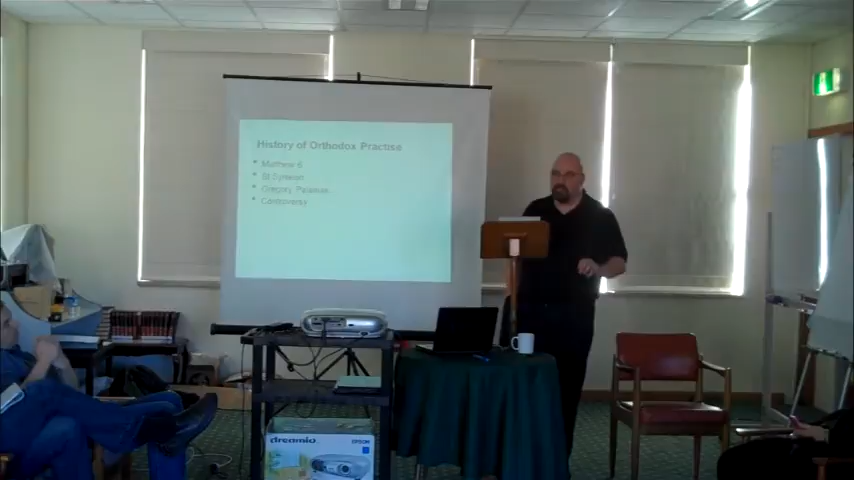 History of Orthodox Practise
Matthew 6
St Symeon
Gregory Palamas
Controversy
dreamio
EPSON